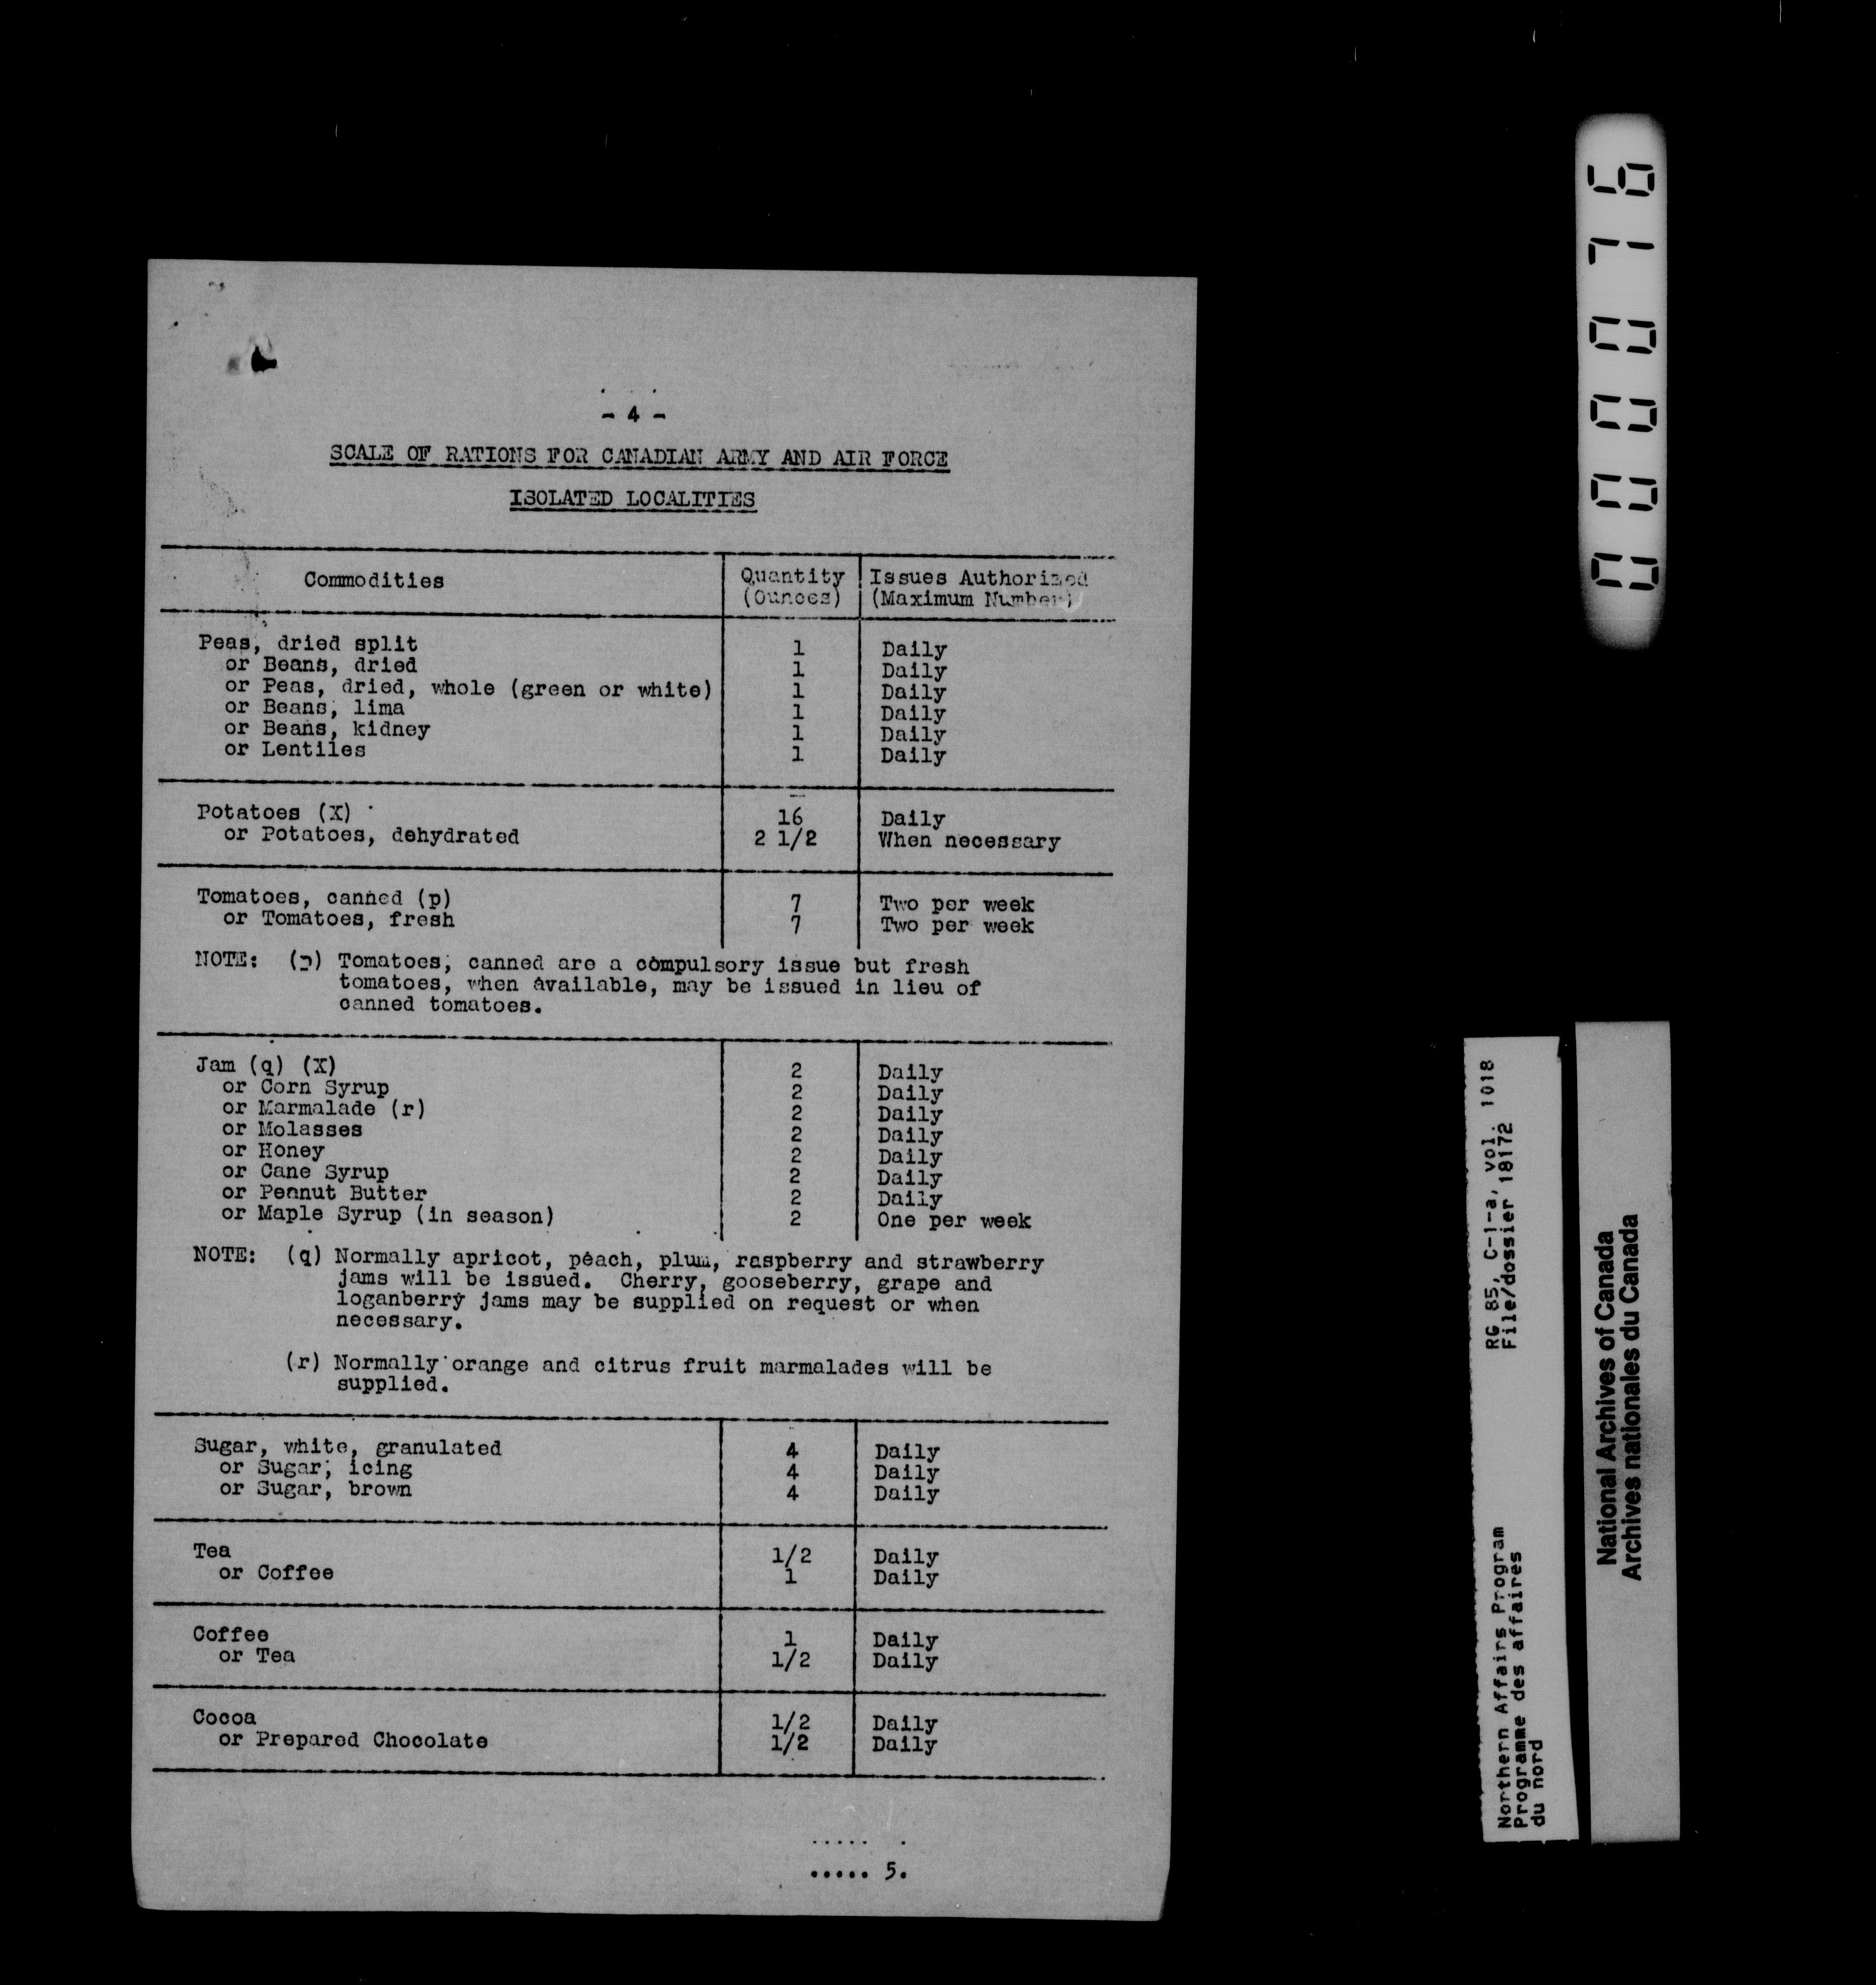 - 4 -
SCALE OF RATIONS FOR CANADIAN ARMY AND AIR FORCE
ISOLATED LOCALITIES
Commodities Quantity (Ounces) Issues Authorized (Maximum Number)
Peas, dried split 1 Daily
or Beans, dried 1 Daily
or Peas, dried, whole (green or white) 1 Daily
or Beans, lima 1 Daily
or Beans, kidney 1 Daily
or Lentiles 1 Daily
Potatoes (X) 16 Daily
or Potatoes, dehydrated 2 1/2 When necessary
Tomatoes, canned (p) 7 Two per week
or Tomatoes, fresh 7 Two per week
NOTE: (p) Tomatoes, canned are a compulsory issue but fresh
tomatoes, when available, may be issued in lieu of
canned tomatoes.
Jam (q) (X) 2 Daily
or Corn Syrup 2 Daily
or Marmalade (r) 2 Daily
or Molasses 2 Daily
or Honey 2 Daily
or Cane Syrup 2 Daily
or Peanut Butter 2 Daily
or Maple Syrup (in season) 2 One per week
NOTE: (q) Normally apricot, peach, plum, raspberry and strawberry
jams will be issued. Cherry, gooseberry, grape and
loganberry jams may be supplied on request or when
necessary.
(r) Normally orange and citrus fruit marmalades will be
supplied.
Sugar, white, granulated 4 Daily
or Sugar, icing 4 Daily
or Sugar, brown 4 Daily
Tea 1/2 Daily
or Coffee 1 Daily
Coffee 1 Daily
or Tea 1/2 Daily
Cocoa 1/2 Daily
or Prepared Chocolate 1/2 Daily
..... 5.
000076
RG 85, C-1-a, vol. 1018
File/dossier 18172
Northern Affairs Program
Programme des affaires
du nord
National Archives of Canada
Archives nationales du Canada